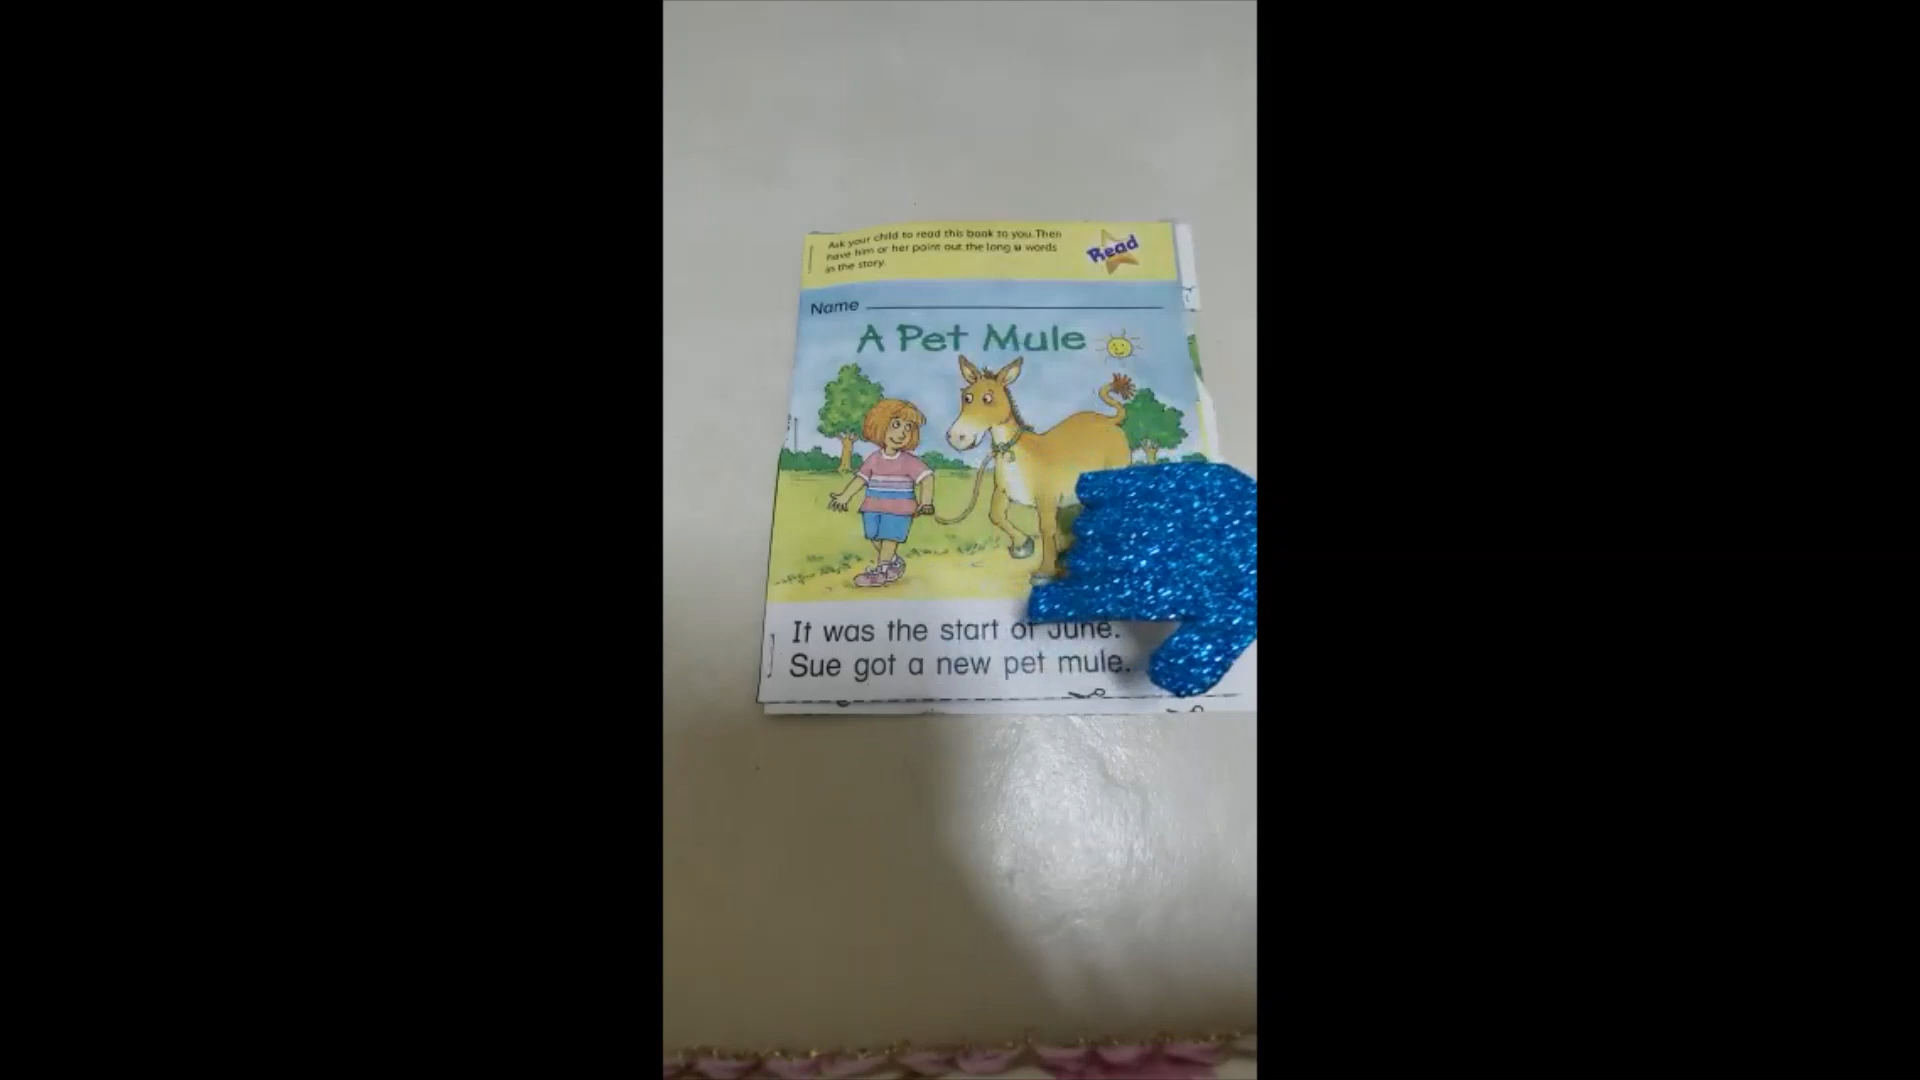 Ask your child to read this book to you. Then
have him or her point out the long u words
in the story.
Read
Name
A Pet Mule
It was the start of June.
Sue got a new pet mule.